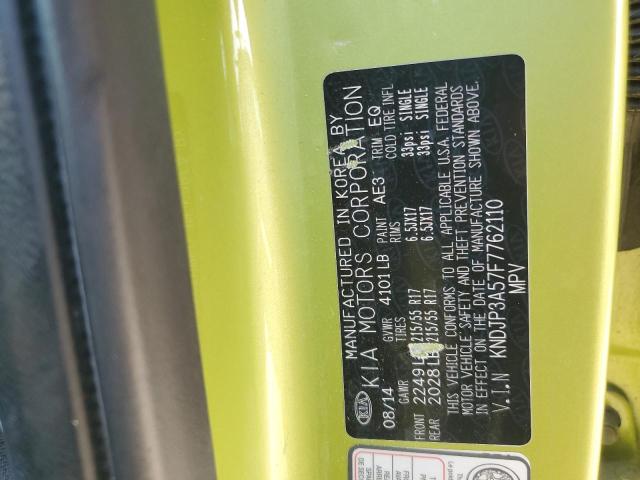 MANUFACTURED IN KOREA BY
KIA KIA MOTORS CORPORATION
08/14 GVWR 4101 LB PAINT AE3 TRIM EQ
GAWR TIRES RIMS COLD TIRE INFL
FRONT 2249 LB 215/55 R17 6.5JX17 33psi SINGLE
REAR 2028 LB 215/55 R17 6.5JX17 33psi SINGLE
THIS VEHICLE CONFORMS TO ALL APPLICABLE U.S.A. FEDERAL
MOTOR VEHICLE SAFETY AND THEFT PREVENTION STANDARDS
IN EFFECT ON THE DATE OF MANUFACTURE SHOWN ABOVE.
V.I.N KNDJP3A57F7762110
MPV